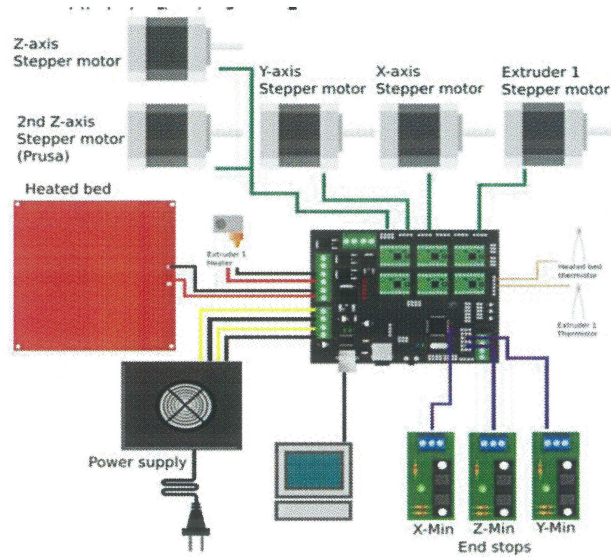 Z-axis
Stepper motor
Y-axis
Stepper motor
X-axis
Stepper motor
Extruder 1
Stepper motor
2nd Z-axis
Stepper motor
(Prusa)
Heated bed
Extruder 1
Heater
Heated bed
thermistor
Extruder 1
Thermistor
Power supply
X-Min
Z-Min
Y-Min
End stops